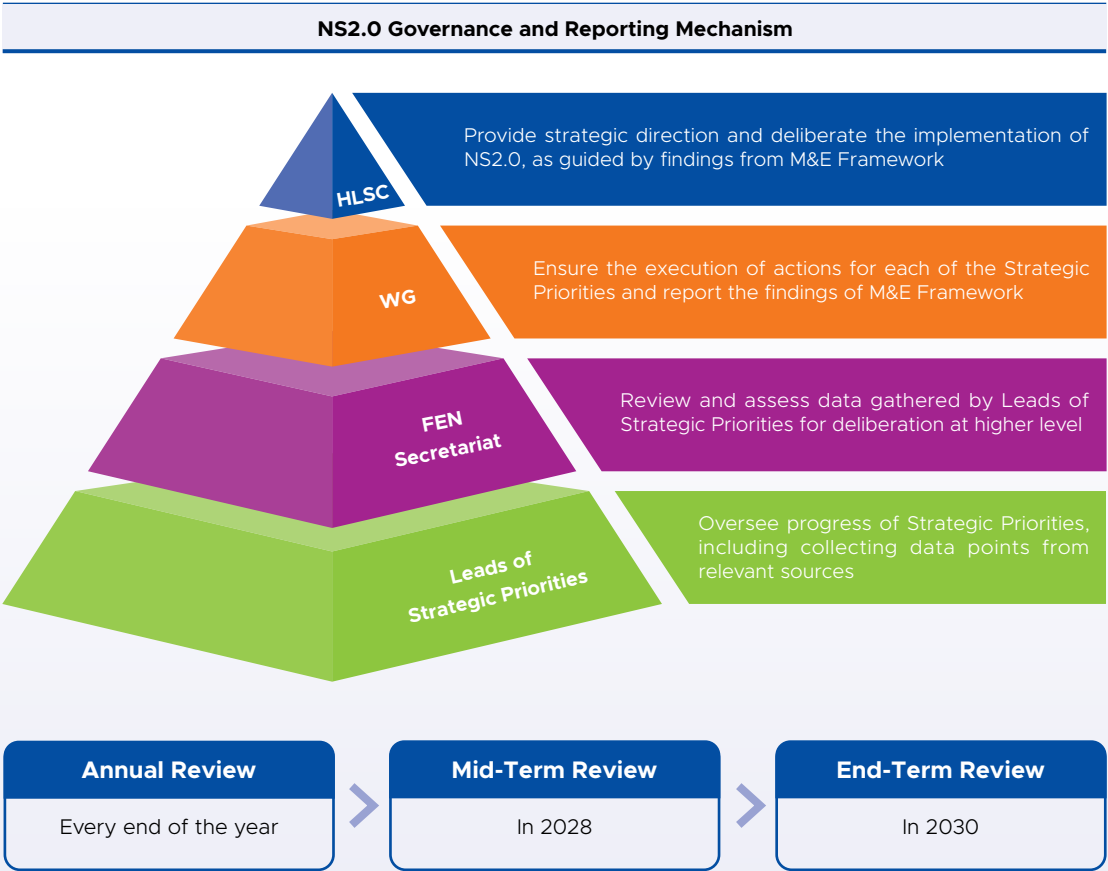 NS2.0 Governance and Reporting Mechanism
HLSC
Provide strategic direction and deliberate the implementation of
NS2.0, as guided by findings from M&E Framework
WG
Ensure the execution of actions for each of the Strategic
Priorities and report the findings of M&E Framework
FEN
Secretariat
Review and assess data gathered by Leads of
Strategic Priorities for deliberation at higher level
Leads of
Strategic Priorities
Oversee progress of Strategic Priorities,
including collecting data points from
relevant sources
Annual Review
Every end of the year
Mid-Term Review
In 2028
End-Term Review
In 2030